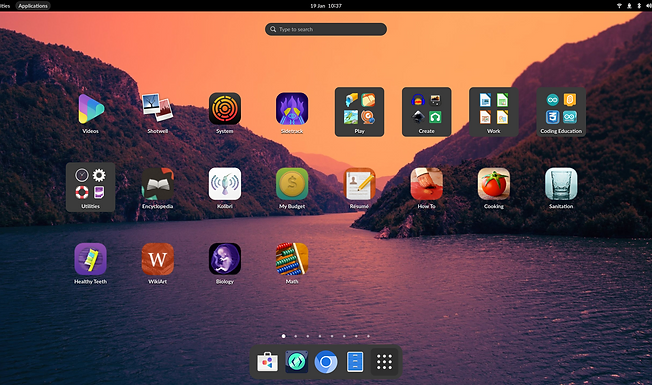 ities Applications 19 Jan 10:37
Type to search
Videos Shotwell System Sidetrack Play Create Work Coding Education
Utilities Encyclopedia Kolibri My Budget Résumé How To Cooking Sanitation
W
Healthy Teeth WikiArt Biology Math